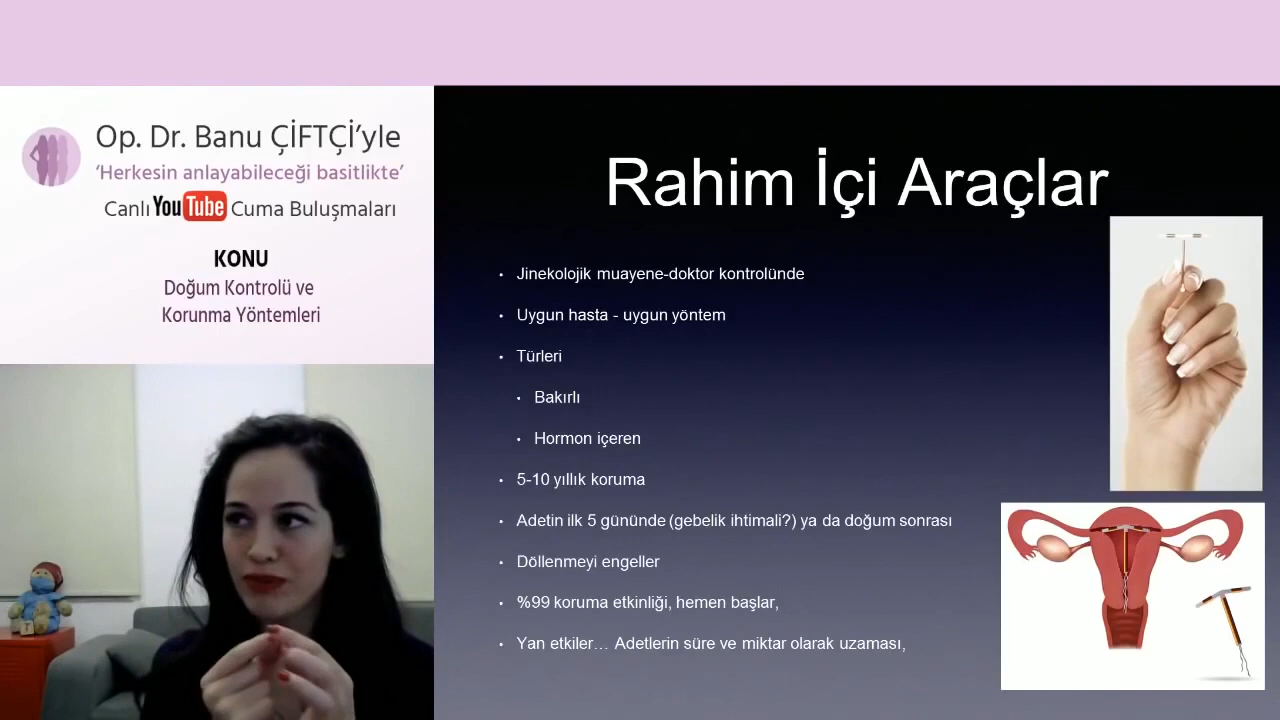 Op. Dr. Banu ÇİFTÇİ'yle
'Herkesin anlayabileceği basitlikte'
Canlı YouTube Cuma Buluşmaları
KONU
Doğum Kontrolü ve
Korunma Yöntemleri
Rahim İçi Araçlar
• Jinekolojik muayene-doktor kontrolünde
• Uygun hasta - uygun yöntem
• Türleri
• Bakırlı
• Hormon içeren
• 5-10 yıllık koruma
• Adetin ilk 5 gününde (gebelik ihtimali?) ya da doğum sonrası
• Döllenmeyi engeller
• %99 koruma etkinliği, hemen başlar,
• Yan etkiler… Adetlerin süre ve miktar olarak uzaması,